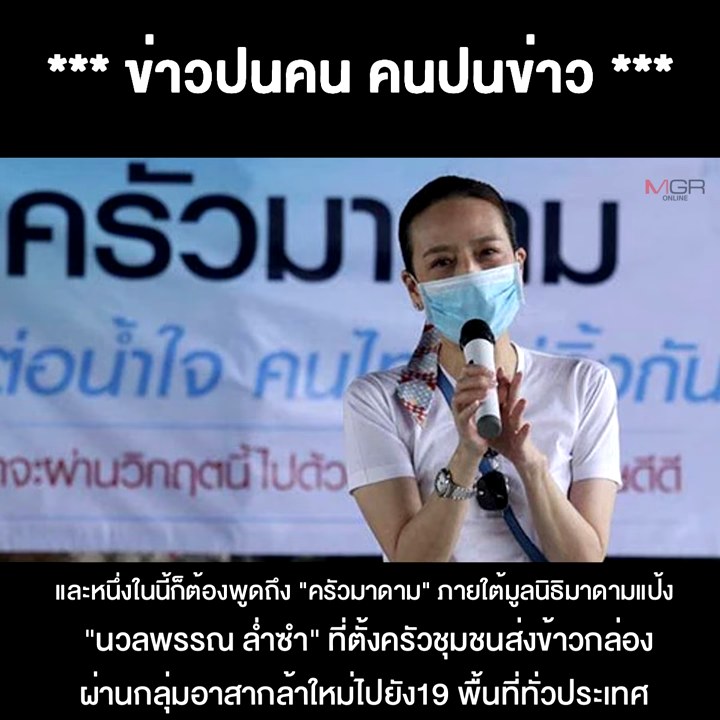 *** ข่าวปนคน คนปนข่าว ***
MGR
ONLINE
ครัวมา าม
ต่อน้ำใจ คนไท ิ้งกัน
จะผ่านวิกฤตนี้ไปด้ว ดีดี
และหนึ่งในนี้ก็ต้องพูดถึง "ครัวมาดาม" ภายใต้มูลนิธิมาดามแป้ง
"นวลพรรณ ล่ำซำ" ที่ตั้งครัวชุมชนส่งข้าวกล่อง
ผ่านกลุ่มอาสากล้าใหม่ไปยัง19 พื้นที่ทั่วประเทศ